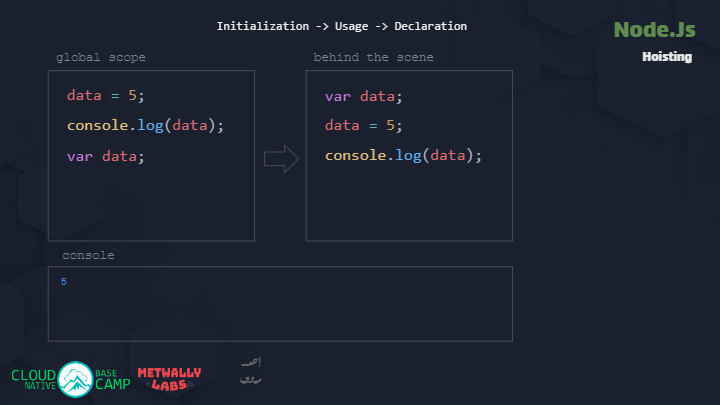 Initialization -> Usage -> Declaration
Node.Js
Hoisting
global scope
data = 5;
console.log(data);
var data;
behind the scene
var data;
data = 5;
console.log(data);
console
5
CLOUD
NATIVE
BASE
CAMP
METWALLY
<LABS/>